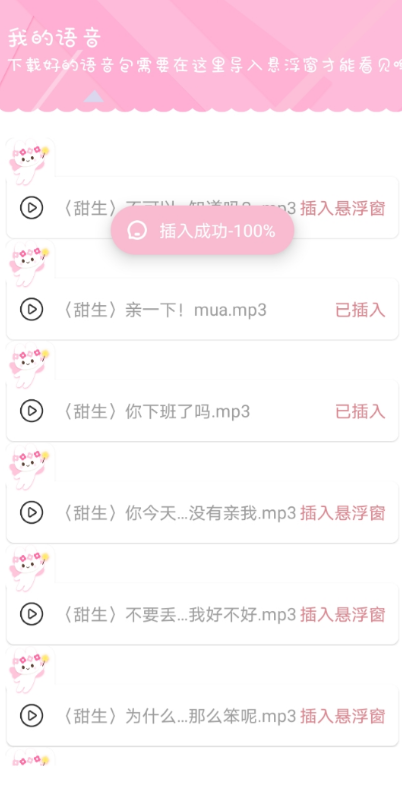 我的语音
下载好的语音包需要在这里导入悬浮窗才能看见
〈甜生〉不可以...知道吗?.mp3 插入悬浮窗
插入成功-100%
〈甜生〉亲一下！mua.mp3 已插入
〈甜生〉你下班了吗.mp3 已插入
〈甜生〉你今天...没有亲我.mp3 插入悬浮窗
〈甜生〉不要丢...我好不好.mp3 插入悬浮窗
〈甜生〉为什么...那么笨呢.mp3 插入悬浮窗